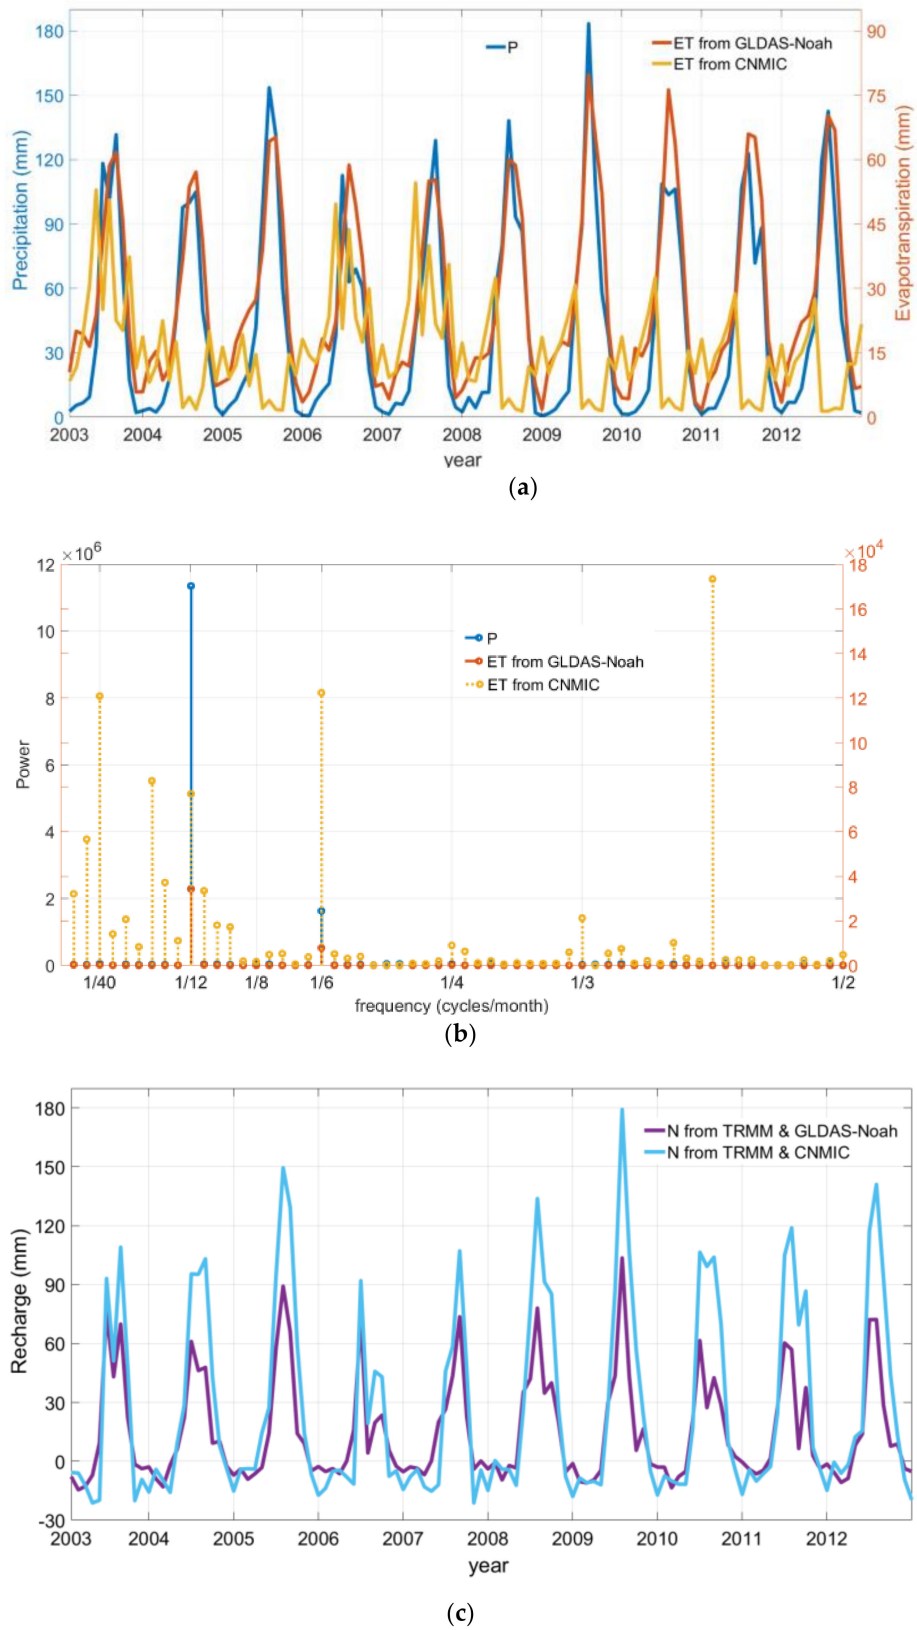 P
ET from GLDAS-Noah
ET from CNMIC
Precipitation (mm)
180
150
120
90
60
30
0
Evapotranspiration (mm)
90
75
60
45
30
15
0
2003 2004 2005 2006 2007 2008 2009 2010 2011 2012
year
(a)
×10^6
×10^4
Power
12
10
8
6
4
2
0
18
16
14
12
10
8
6
4
2
0
P
ET from GLDAS-Noah
ET from CNMIC
1/40 1/12 1/8 1/6 1/4 1/3 1/2
frequency (cycles/month)
(b)
Recharge (mm)
180
150
120
90
60
30
0
-30
N from TRMM & GLDAS-Noah
N from TRMM & CNMIC
2003 2004 2005 2006 2007 2008 2009 2010 2011 2012
year
(c)